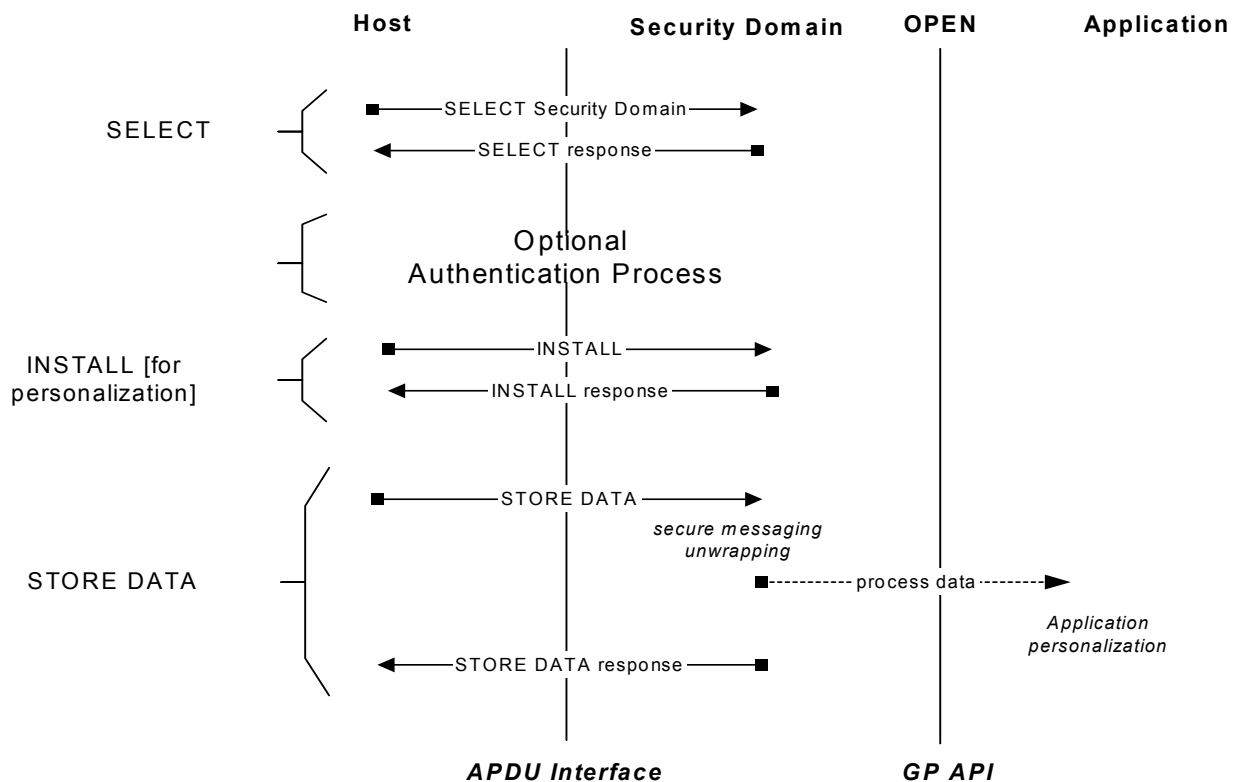 Host
Security Domain
OPEN
Application
SELECT
SELECT Security Domain
SELECT response
Optional
Authentication Process
INSTALL [for
personalization]
INSTALL
INSTALL response
STORE DATA
STORE DATA
secure messaging
unwrapping
process data
Application
personalization
STORE DATA response
APDU Interface
GP API